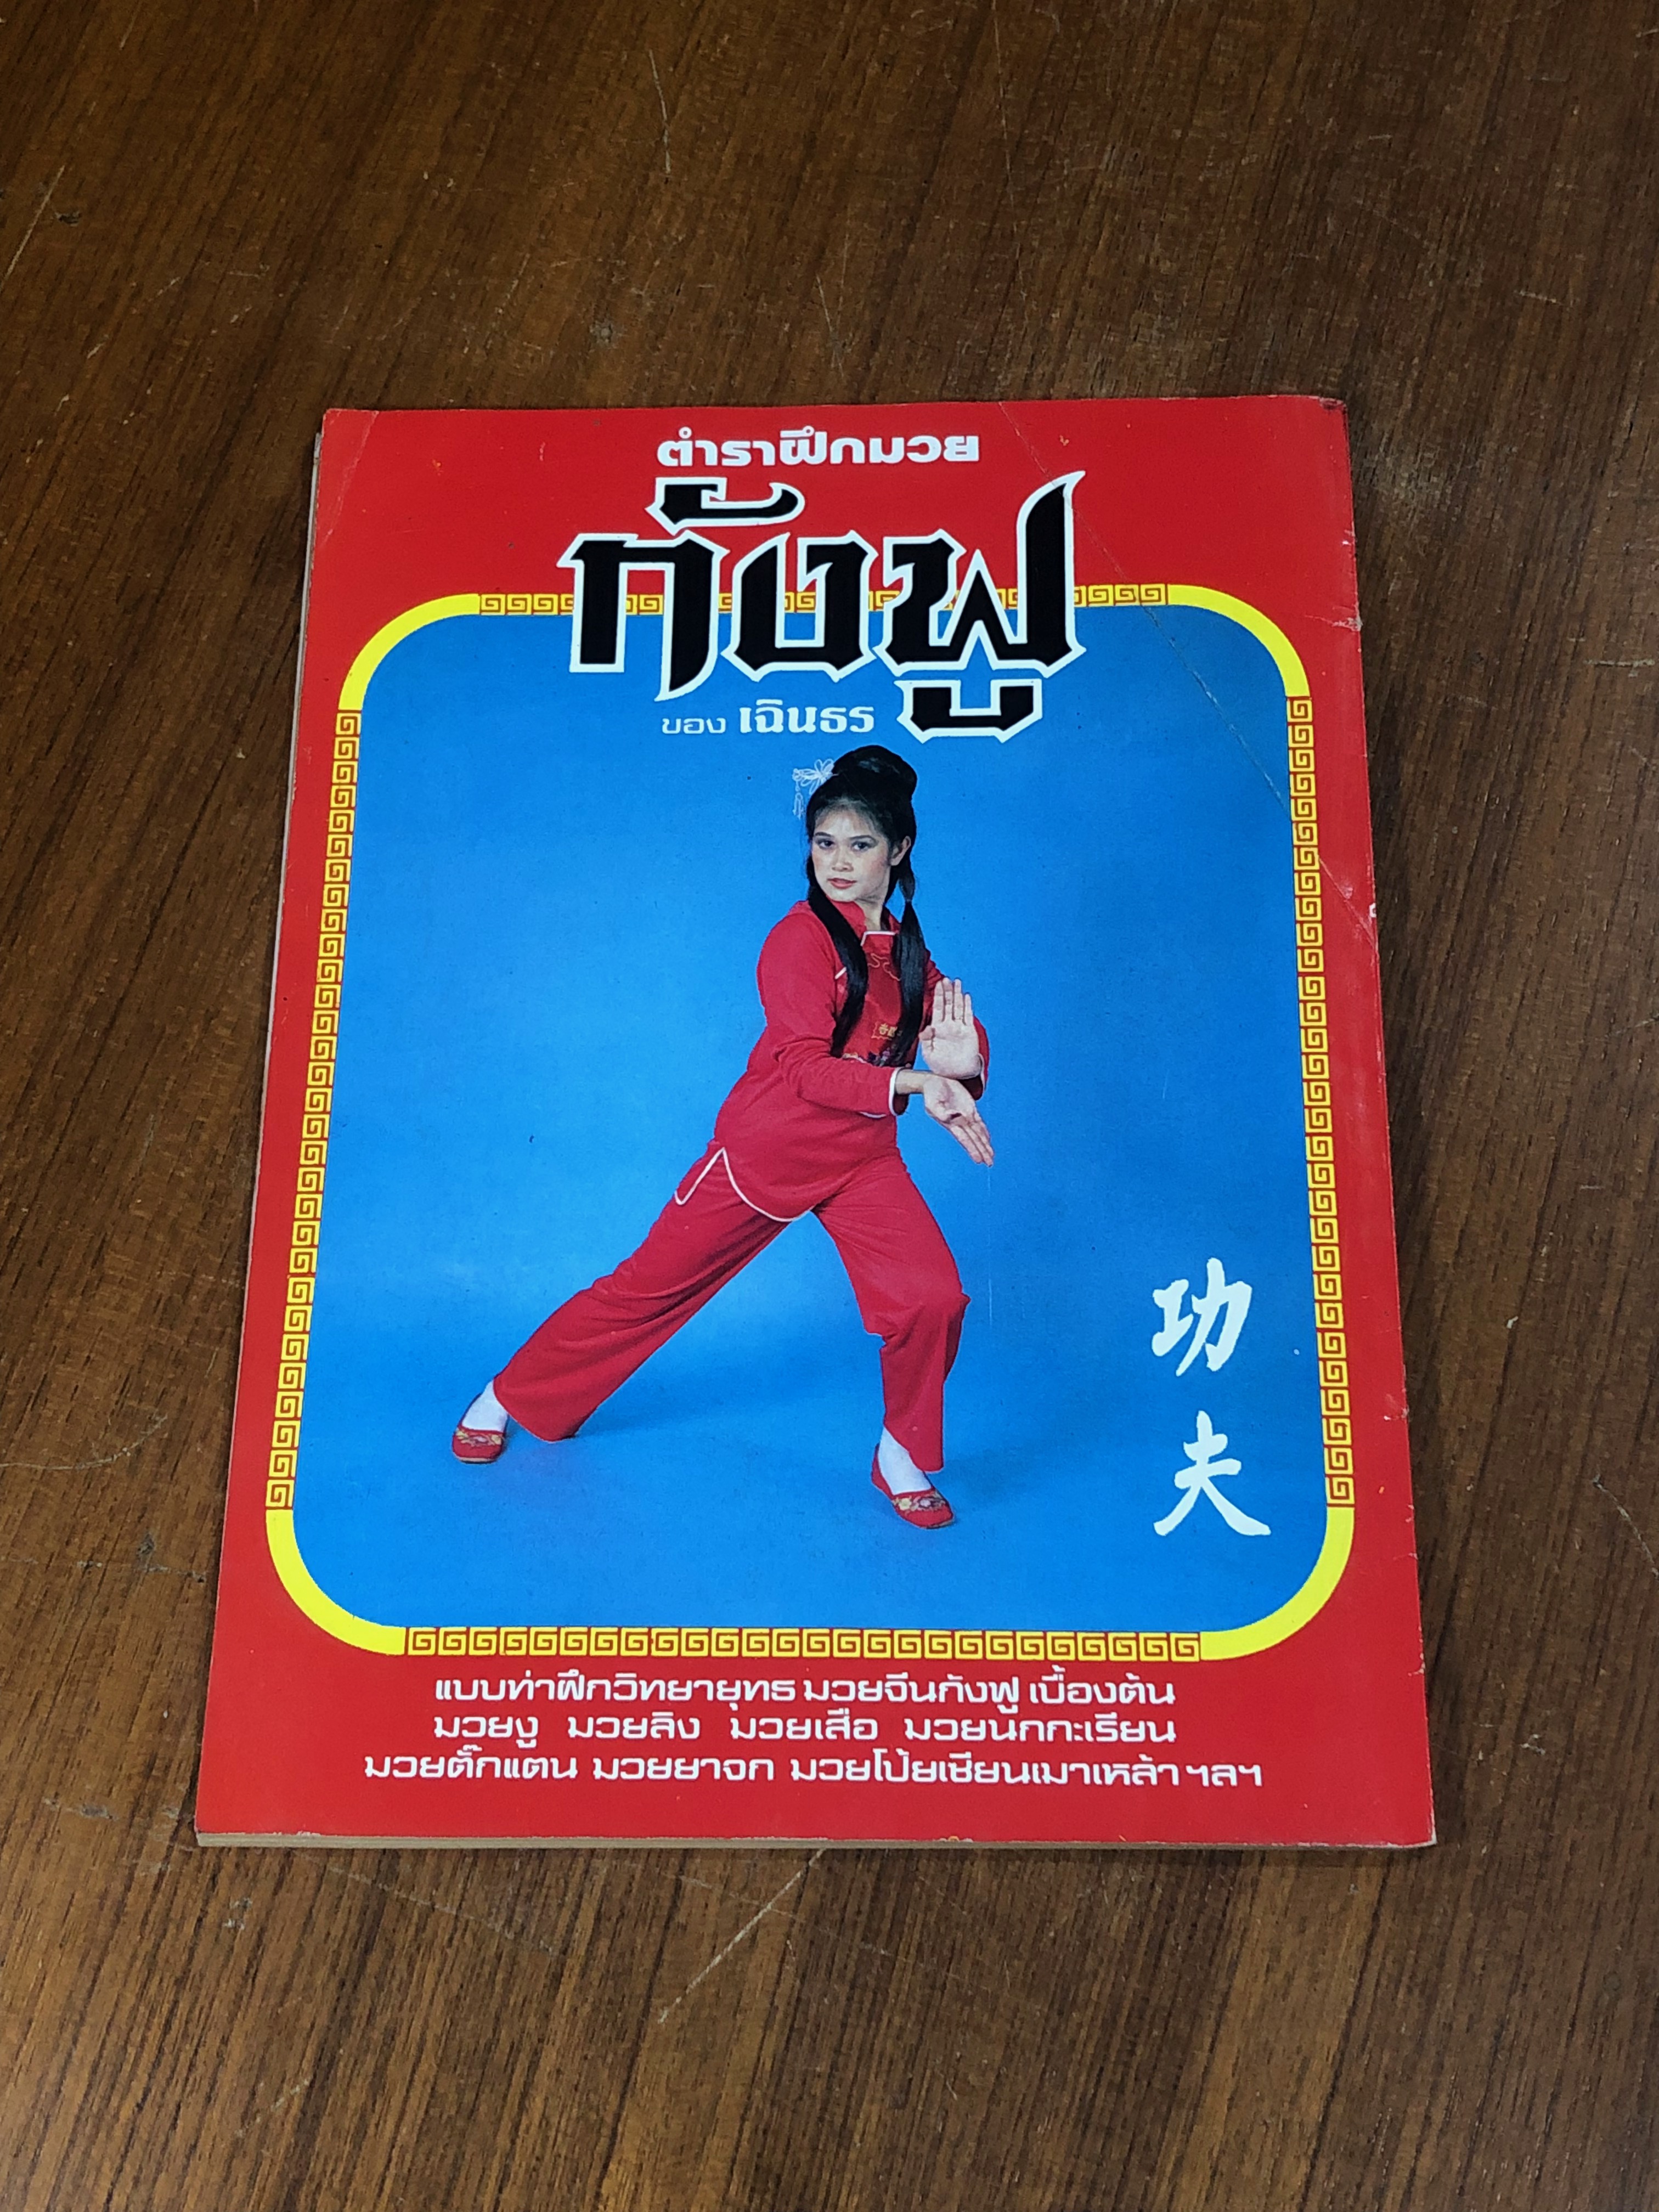 ตำราฝึกมวย
กังฟู
ของ เฉินธร
功
夫
แบบท่าฝึกวิทยายุทธ มวยจีนกังฟู เบื้องต้น
มวยงู มวยลิง มวยเสือ มวยนกกะเรียน
มวยตั๊กแตน มวยยาจก มวยโป้ยเซียนเมาเหล้า ฯลฯ